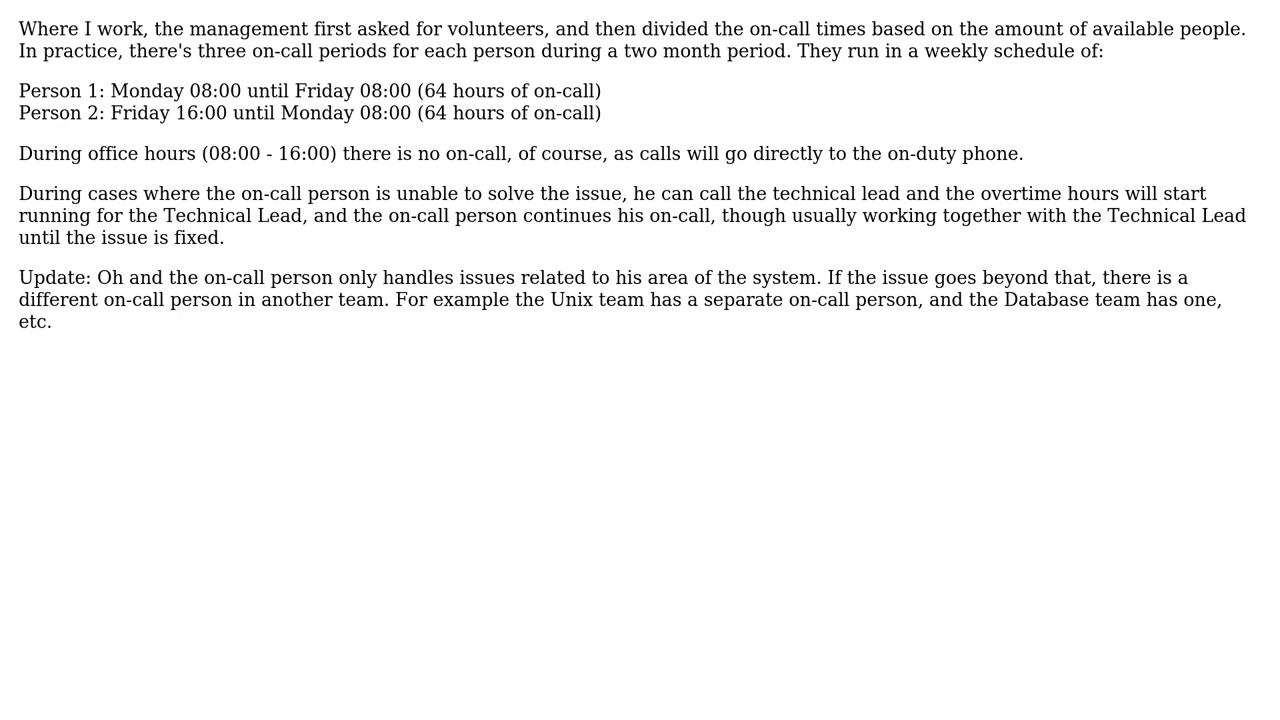 Where I work, the management first asked for volunteers, and then divided the on-call times based on the amount of available people.
In practice, there's three on-call periods for each person during a two month period. They run in a weekly schedule of:
Person 1: Monday 08:00 until Friday 08:00 (64 hours of on-call)
Person 2: Friday 16:00 until Monday 08:00 (64 hours of on-call)
During office hours (08:00 - 16:00) there is no on-call, of course, as calls will go directly to the on-duty phone.
During cases where the on-call person is unable to solve the issue, he can call the technical lead and the overtime hours will start
running for the Technical Lead, and the on-call person continues his on-call, though usually working together with the Technical Lead
until the issue is fixed.
Update: Oh and the on-call person only handles issues related to his area of the system. If the issue goes beyond that, there is a
different on-call person in another team. For example the Unix team has a separate on-call person, and the Database team has one,
etc.